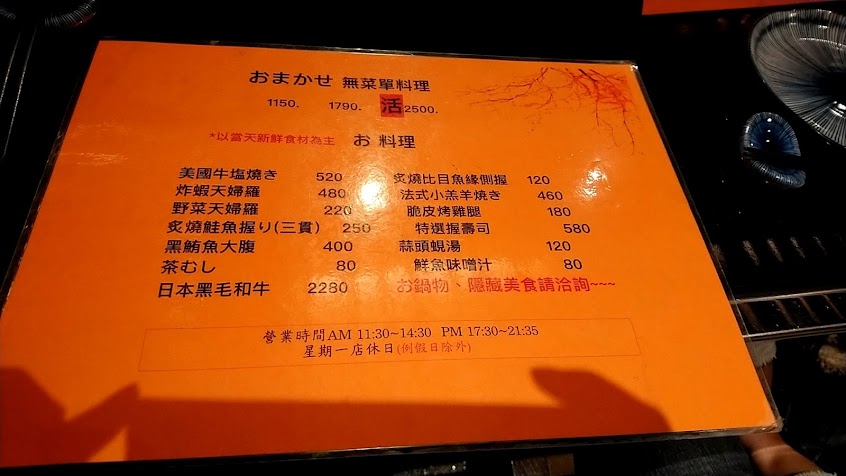 おまかせ 無菜單料理
1150. 1790. 活2500.
*以當天新鮮食材為主 お料理
美國牛塩燒き 520 炙燒比目魚緣側握 120
炸蝦天婦羅 480 法式小羔羊燒き 460
野菜天婦羅 220 脆皮烤雞腿 180
炙燒鮭魚握り(三貫) 250 特選握壽司 580
黑鮪魚大腹 400 蒜頭蜆湯 120
茶むし 80 鮮魚味噌汁 80
日本黑毛和牛 2280 お鍋物、隱藏美食請洽詢~~~
營業時間AM 11:30~14:30 PM 17:30~21:35
星期一店休日(例假日除外)